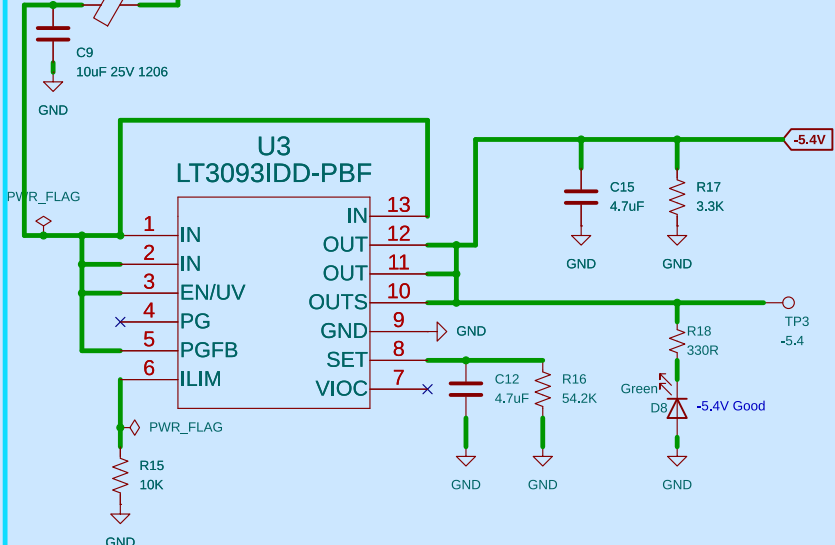 C9
10uF 25V 1206
GND
U3
LT3093IDD-PBF
PWR_FLAG
1 IN
2 IN
3 EN/UV
4 PG
5 PGFB
6 ILIM
IN 13
OUT 12
OUT 11
OUTS 10
GND 9
GND
SET 8
VIOC 7
PWR_FLAG
R15
10K
GND
C12
4.7uF
GND
R16
54.2K
GND
-5.4V
C15
4.7uF
GND
R17
3.3K
GND
TP3
-5.4
R18
330R
Green
D8
-5.4V Good
GND